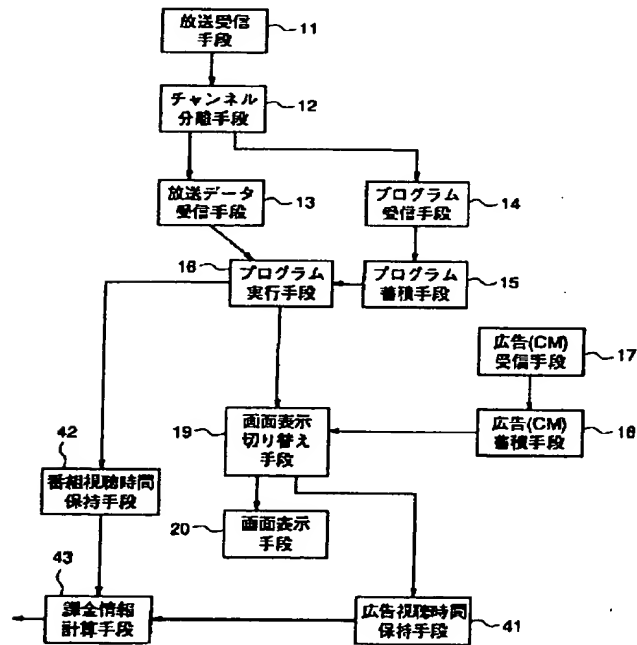 放送受信
手段
11
チャンネル
分離手段
12
放送データ
受信手段
13
プログラム
受信手段
14
16
プログラム
実行手段
プログラム
蓄積手段
15
広告(CM)
受信手段
17
19
画面表示
切り替え
手段
広告(CM)
蓄積手段
18
42
番組視聴時間
保持手段
20
画面表示
手段
43
課金情報
計算手段
広告視聴時間
保持手段
41